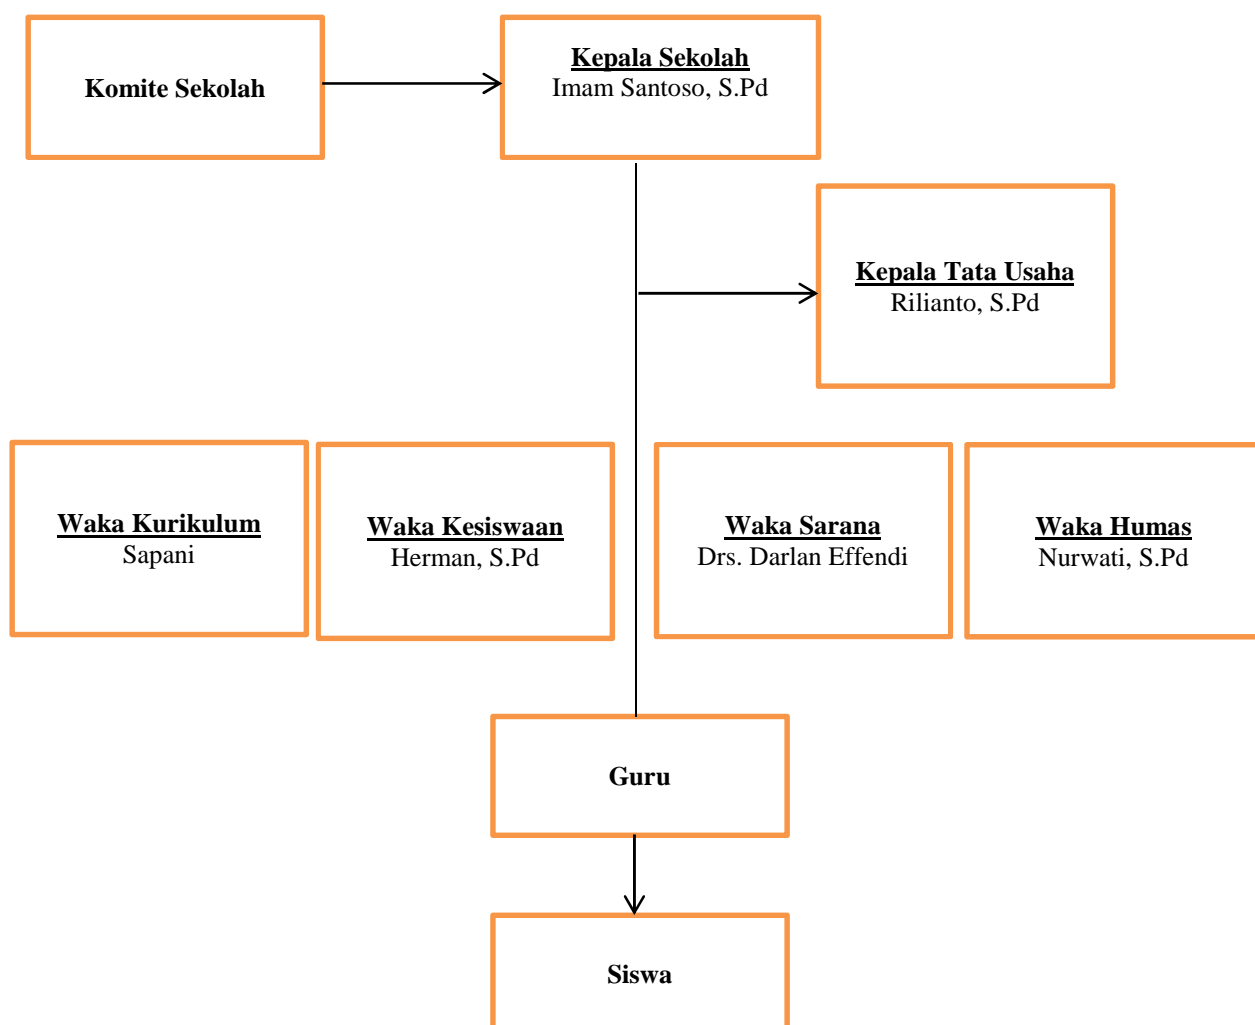 Komite Sekolah
Kepala Sekolah
Imam Santoso, S.Pd
Kepala Tata Usaha
Rilianto, S.Pd
Waka Kurikulum
Sapani
Waka Kesiswaan
Herman, S.Pd
Waka Sarana
Drs. Darlan Effendi
Waka Humas
Nurwati, S.Pd
Guru
Siswa